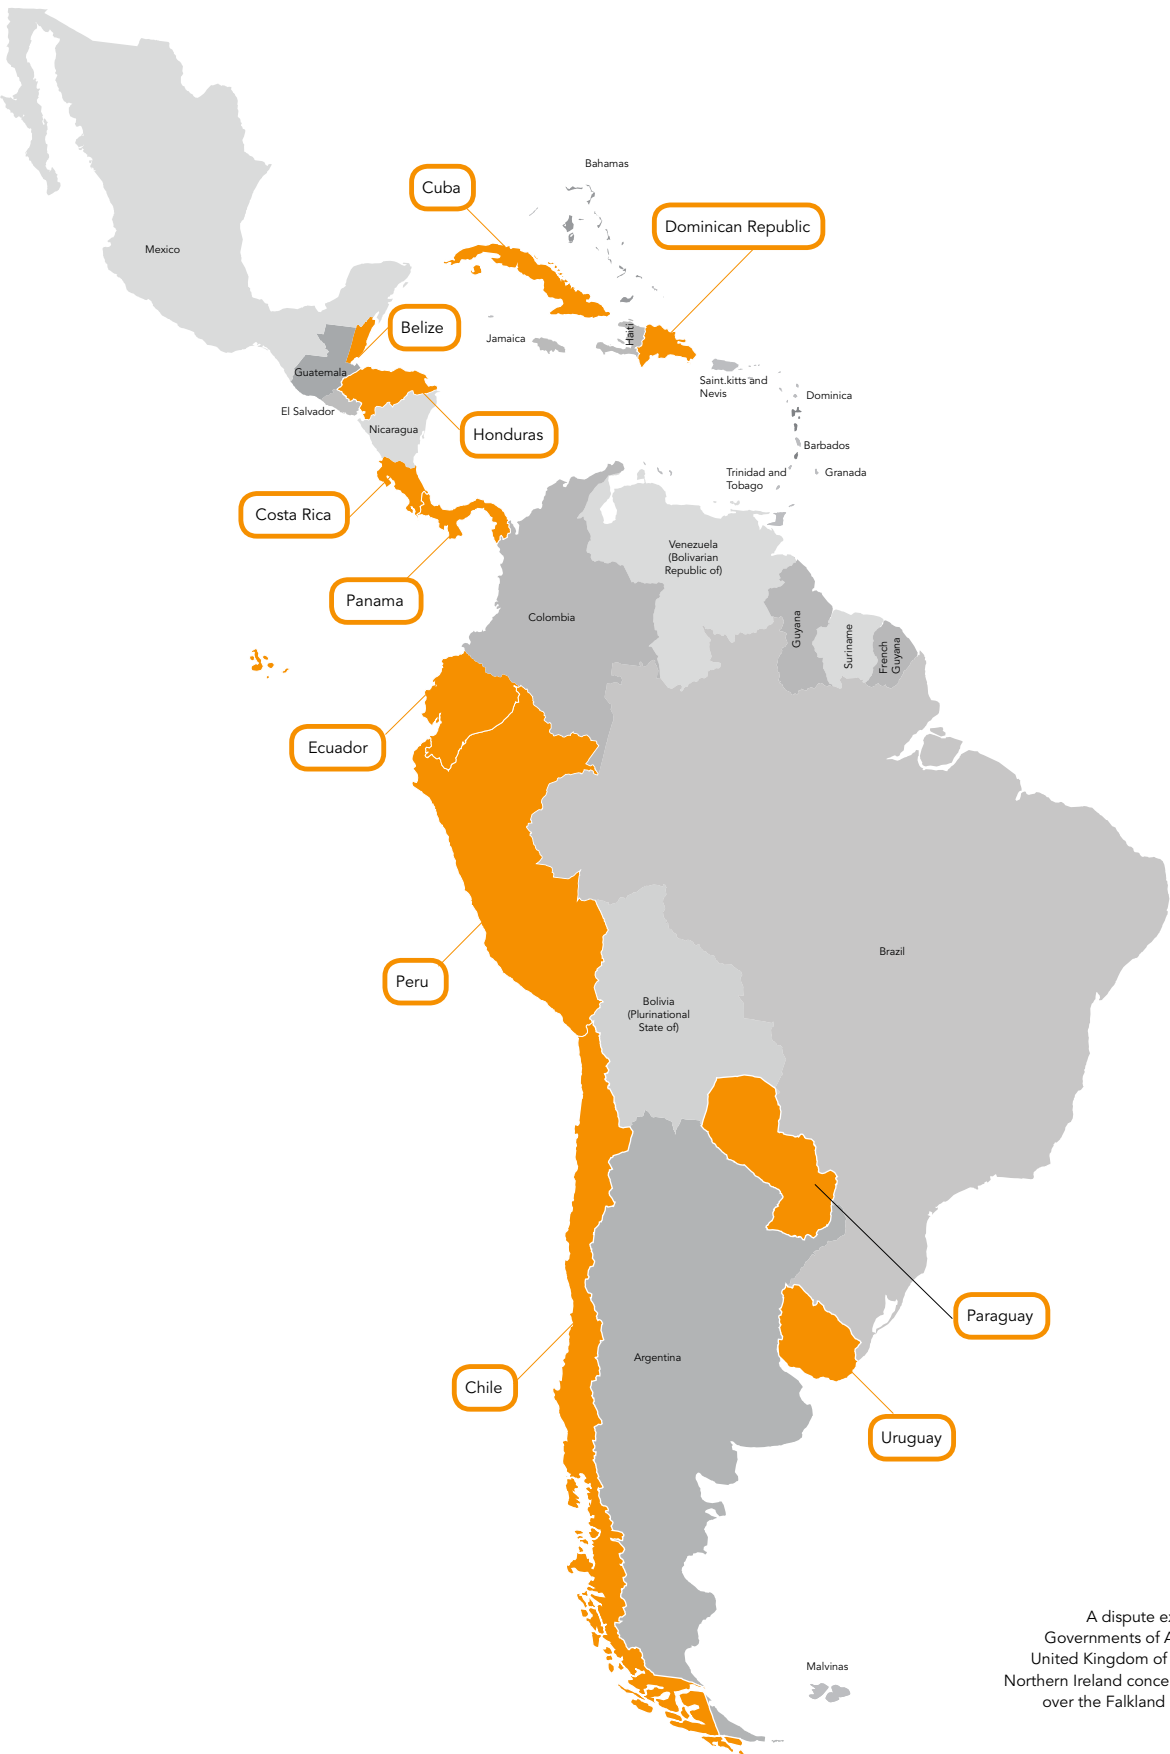 Bahamas
Cuba
Dominican Republic
Mexico
Belize
Haiti
Jamaica
Guatemala
Saint.kitts and
Nevis
Dominica
El Salvador
Nicaragua
Honduras
Barbados
Trinidad and
Tobago
Granada
Costa Rica
Venezuela
(Bolivarian
Republic of)
Panama
Colombia
Guyana
Suriname
French
Guyana
Ecuador
Brazil
Peru
Bolivia
(Plurinational
State of)
Paraguay
Argentina
Chile
Uruguay
A dispute
Governments of
United Kingdom of
Northern Ireland
over the Falkland
Malvinas